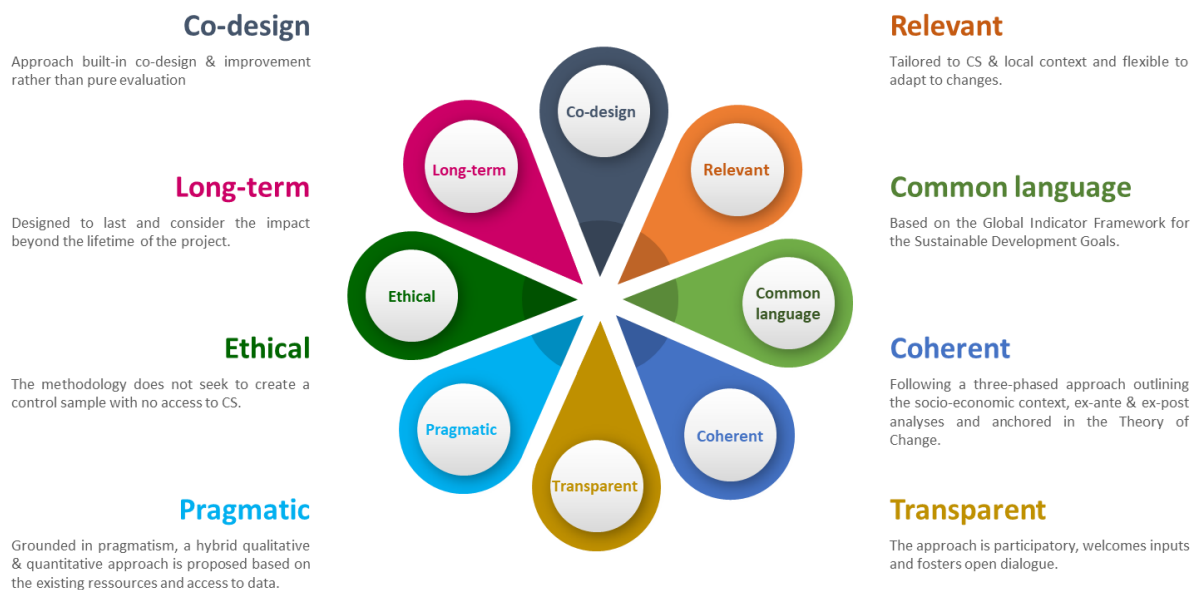 Co-design
Approach built-in co-design & improvement
rather than pure evaluation
Long-term
Designed to last and consider the impact
beyond the lifetime of the project.
Ethical
The methodology does not seek to create a
control sample with no access to CS.
Pragmatic
Grounded in pragmatism, a hybrid qualitative
& quantitative approach is proposed based on
the existing ressources and access to data.
Co-design
Long-term
Relevant
Ethical
Common
language
Pragmatic
Coherent
Transparent
Relevant
Tailored to CS & local context and flexible to
adapt to changes.
Common language
Based on the Global Indicator Framework for
the Sustainable Development Goals.
Coherent
Following a three-phased approach outlining
the socio-economic context, ex-ante & ex-post
analyses and anchored in the Theory of
Change.
Transparent
The approach is participatory, welcomes inputs
and fosters open dialogue.